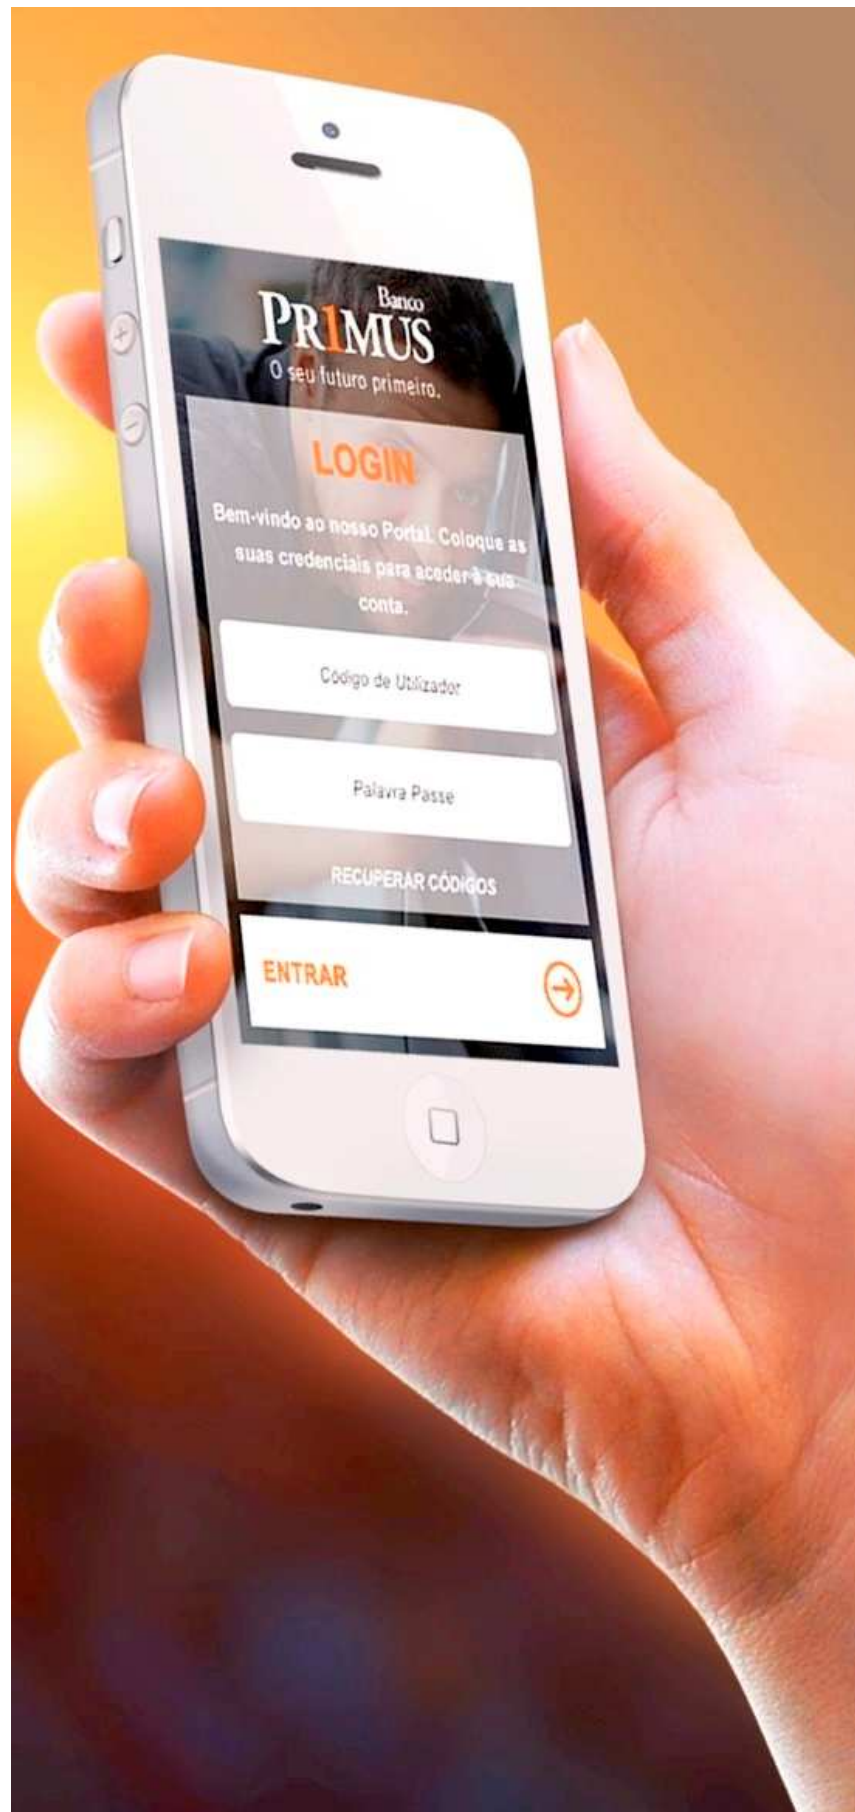 Banco
PR1MUS
O seu futuro primeiro.
LOGIN
Bem-vindo ao nosso Portal. Coloque as
suas credenciais para aceder à sua
conta.
Código de Utilizador
Palavra Passe
RECUPERAR CÓDIGOS
ENTRAR